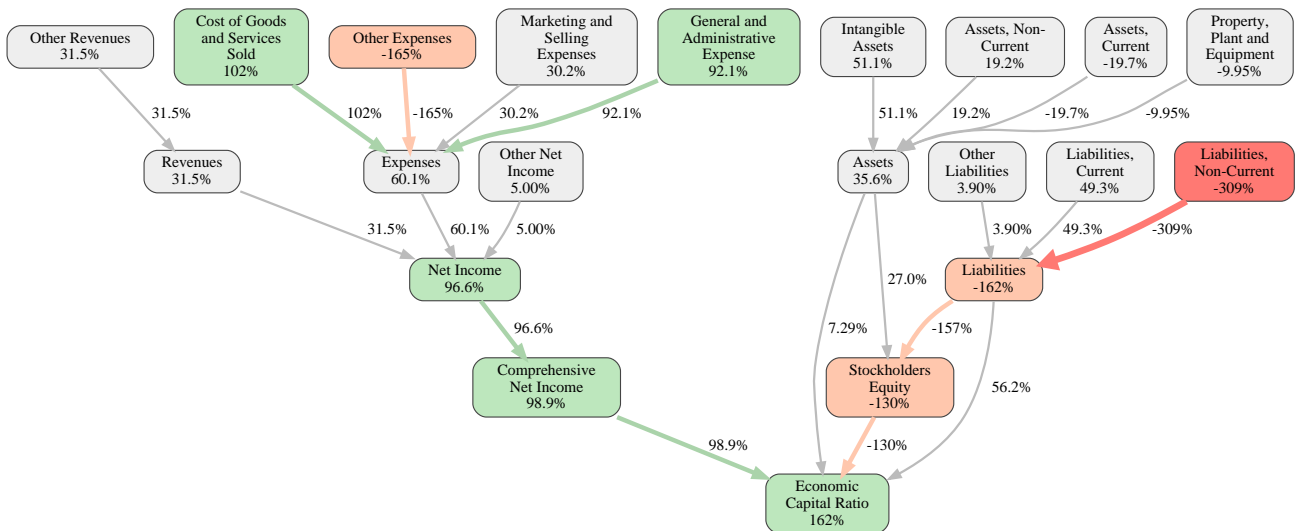 Other Revenues
31.5%
Cost of Goods
and Services
Sold
102%
Other Expenses
-165%
Marketing and
Selling
Expenses
30.2%
General and
Administrative
Expense
92.1%
Intangible
Assets
51.1%
Assets, Non-
Current
19.2%
Assets,
Current
-19.7%
Property,
Plant and
Equipment
-9.95%
31.5%
102%
-165%
30.2%
92.1%
51.1%
19.2%
-19.7%
-9.95%
Revenues
31.5%
Expenses
60.1%
Other Net
Income
5.00%
Assets
35.6%
Other
Liabilities
3.90%
Liabilities,
Current
49.3%
Liabilities,
Non-Current
-309%
31.5%
60.1%
5.00%
3.90%
49.3%
-309%
Net Income
96.6%
Liabilities
-162%
27.0%
96.6%
7.29%
-157%
Comprehensive
Net Income
98.9%
Stockholders
Equity
-130%
56.2%
98.9%
-130%
Economic
Capital Ratio
162%